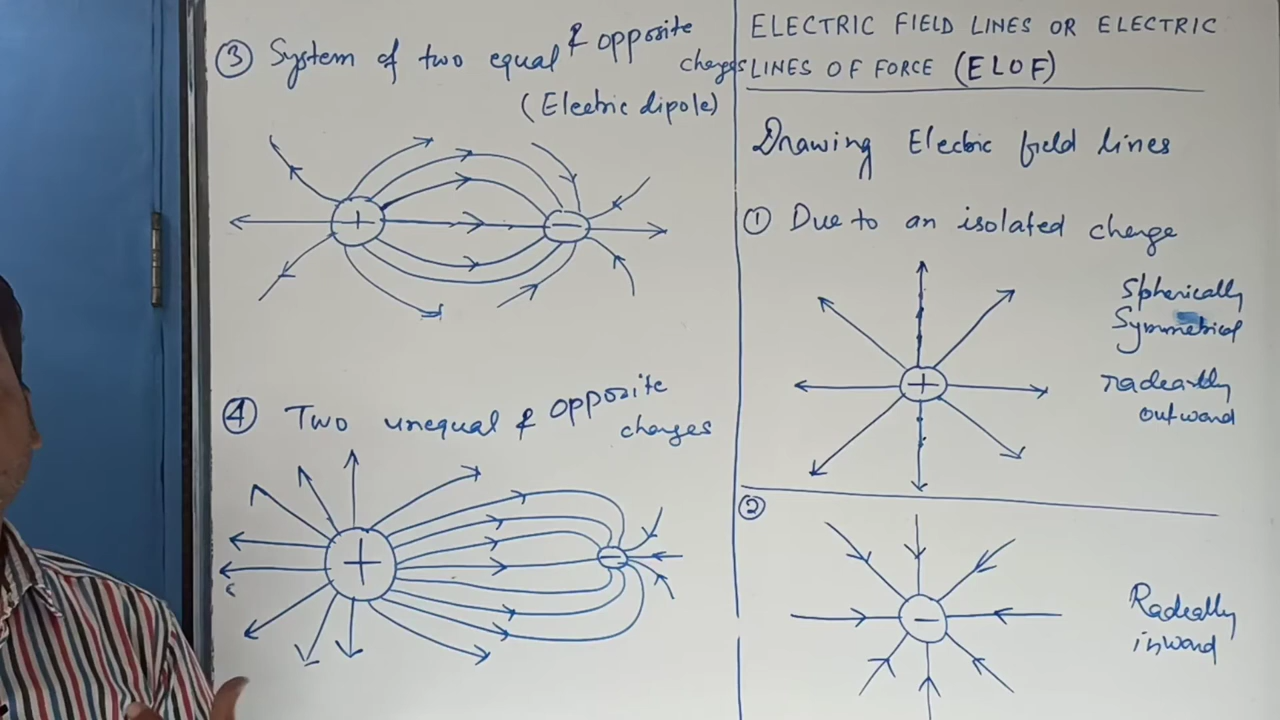 ③ System of two equal & opposite
charges
(Electric dipole)
+
−
④ Two unequal & opposite
charges
+
−
ELECTRIC FIELD LINES OR ELECTRIC
LINES OF FORCE (ELOF)
Drawing Electric field lines
① Due to an isolated charge
+
Spherically
Symmetrical
radeally
outward
②
−
Radeally
inward